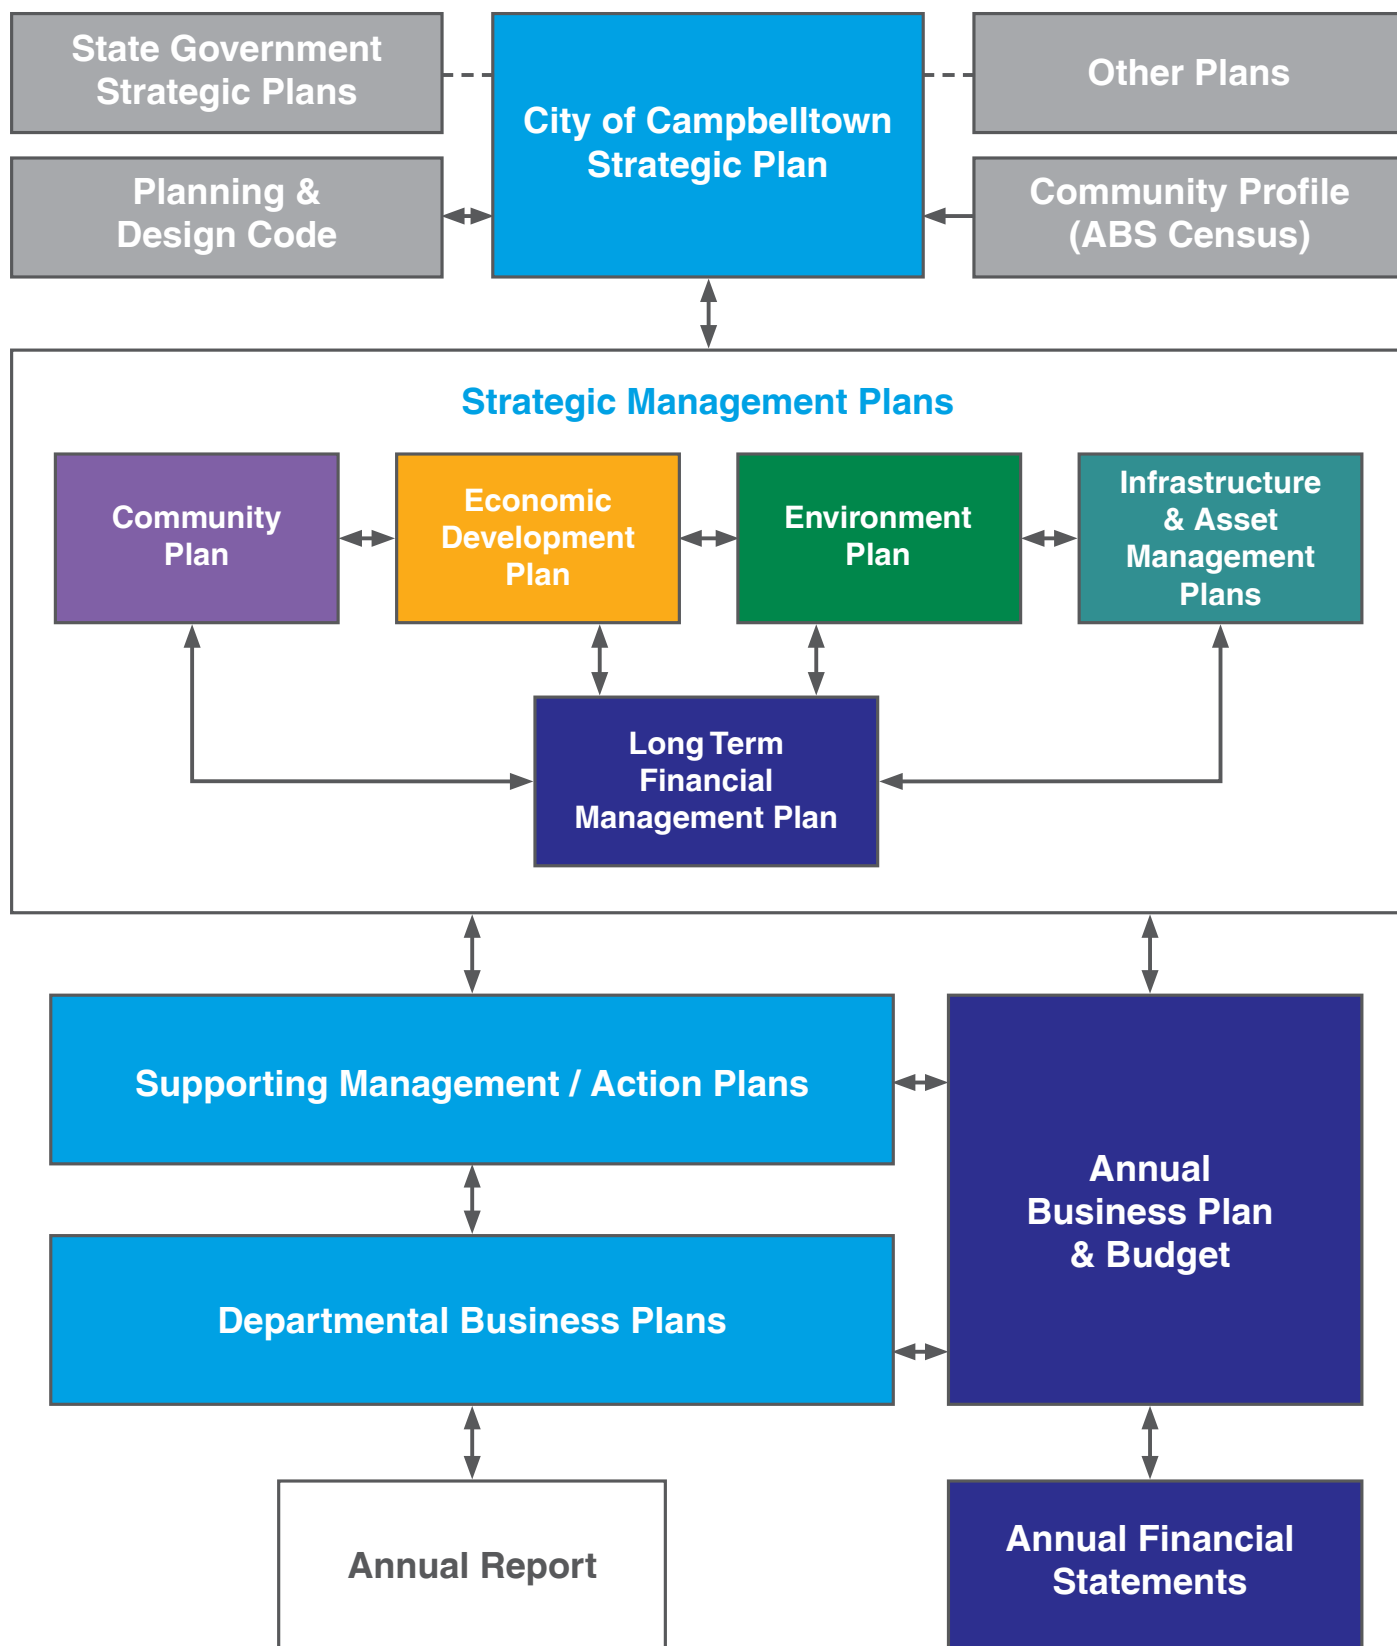 State Government
Strategic Plans
City of Campbelltown
Strategic Plan
Other Plans
Planning &
Design Code
Community Profile
(ABS Census)
Strategic Management Plans
Community
Plan
Economic
Development
Plan
Environment
Plan
Infrastructure
& Asset
Management
Plans
Long Term
Financial
Management Plan
Supporting Management / Action Plans
Annual
Business Plan
& Budget
Departmental Business Plans
Annual Report
Annual Financial
Statements